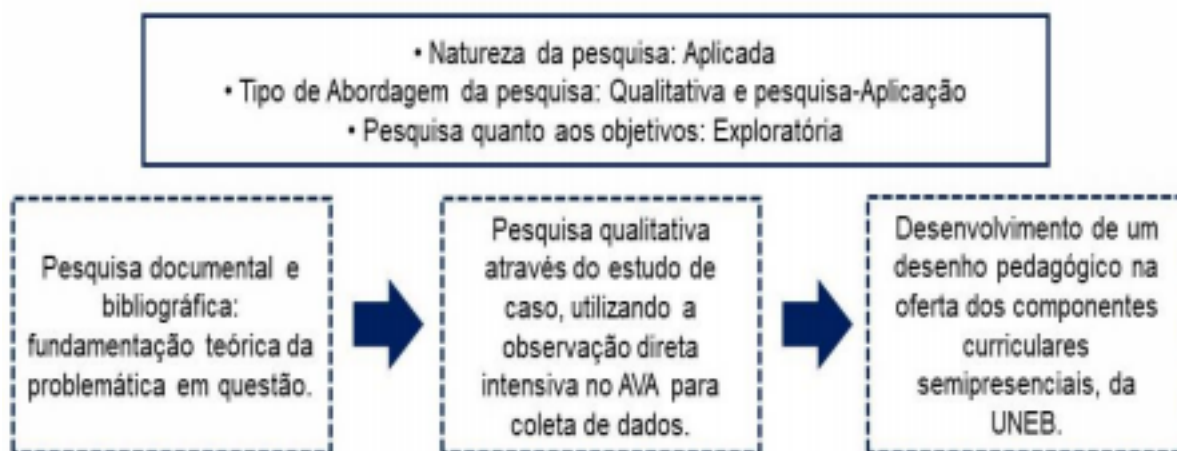 • Natureza da pesquisa: Aplicada
• Tipo de Abordagem da pesquisa: Qualitativa e pesquisa-Aplicação
• Pesquisa quanto aos objetivos: Exploratória
Pesquisa documental e
bibliográfica:
fundamentação teórica da
problemática em questão.
Pesquisa qualitativa
através do estudo de
caso, utilizando a
observação direta
intensiva no AVA para
coleta de dados.
Desenvolvimento de um
desenho pedagógico na
oferta dos componentes
curriculares
semipresenciais, da
UNEB.